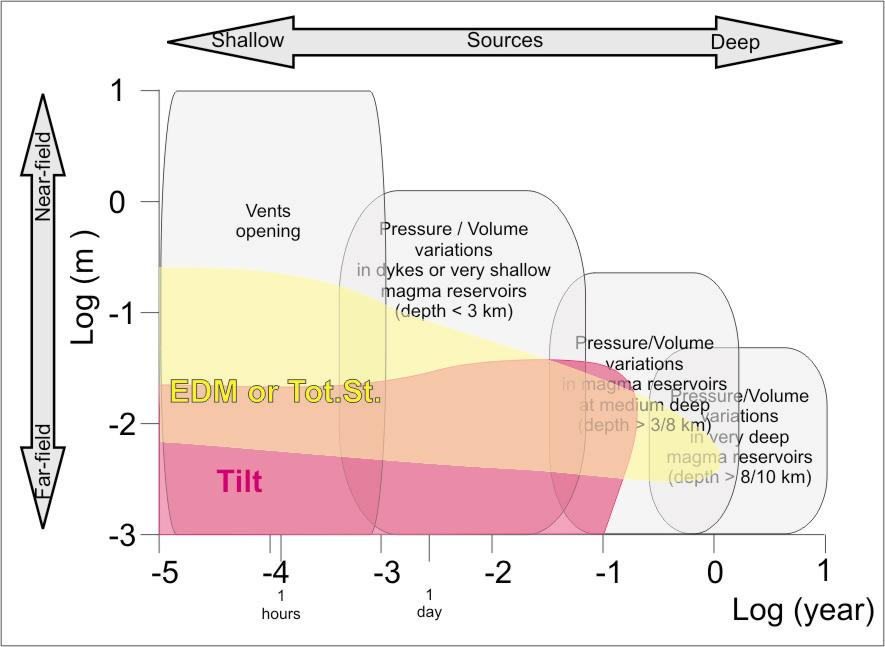 Shallow Sources Deep
Near-field
Far-field
Log (m )
1
0
-1
-2
-3
Vents
opening
Pressure / Volume
variations
in dykes or very shallow
magma reservoirs
(depth < 3 km)
Pressure/Volume
variations
in magma reservoirs
at medium deep
(depth > 3/8 km)
Pressure/Volume
variations
in very deep
magma reservoirs
(depth > 8/10 km)
EDM or Tot.St.
Tilt
-5 -4 -3 -2 -1 0 1
1
hours
1
day
Log (year)